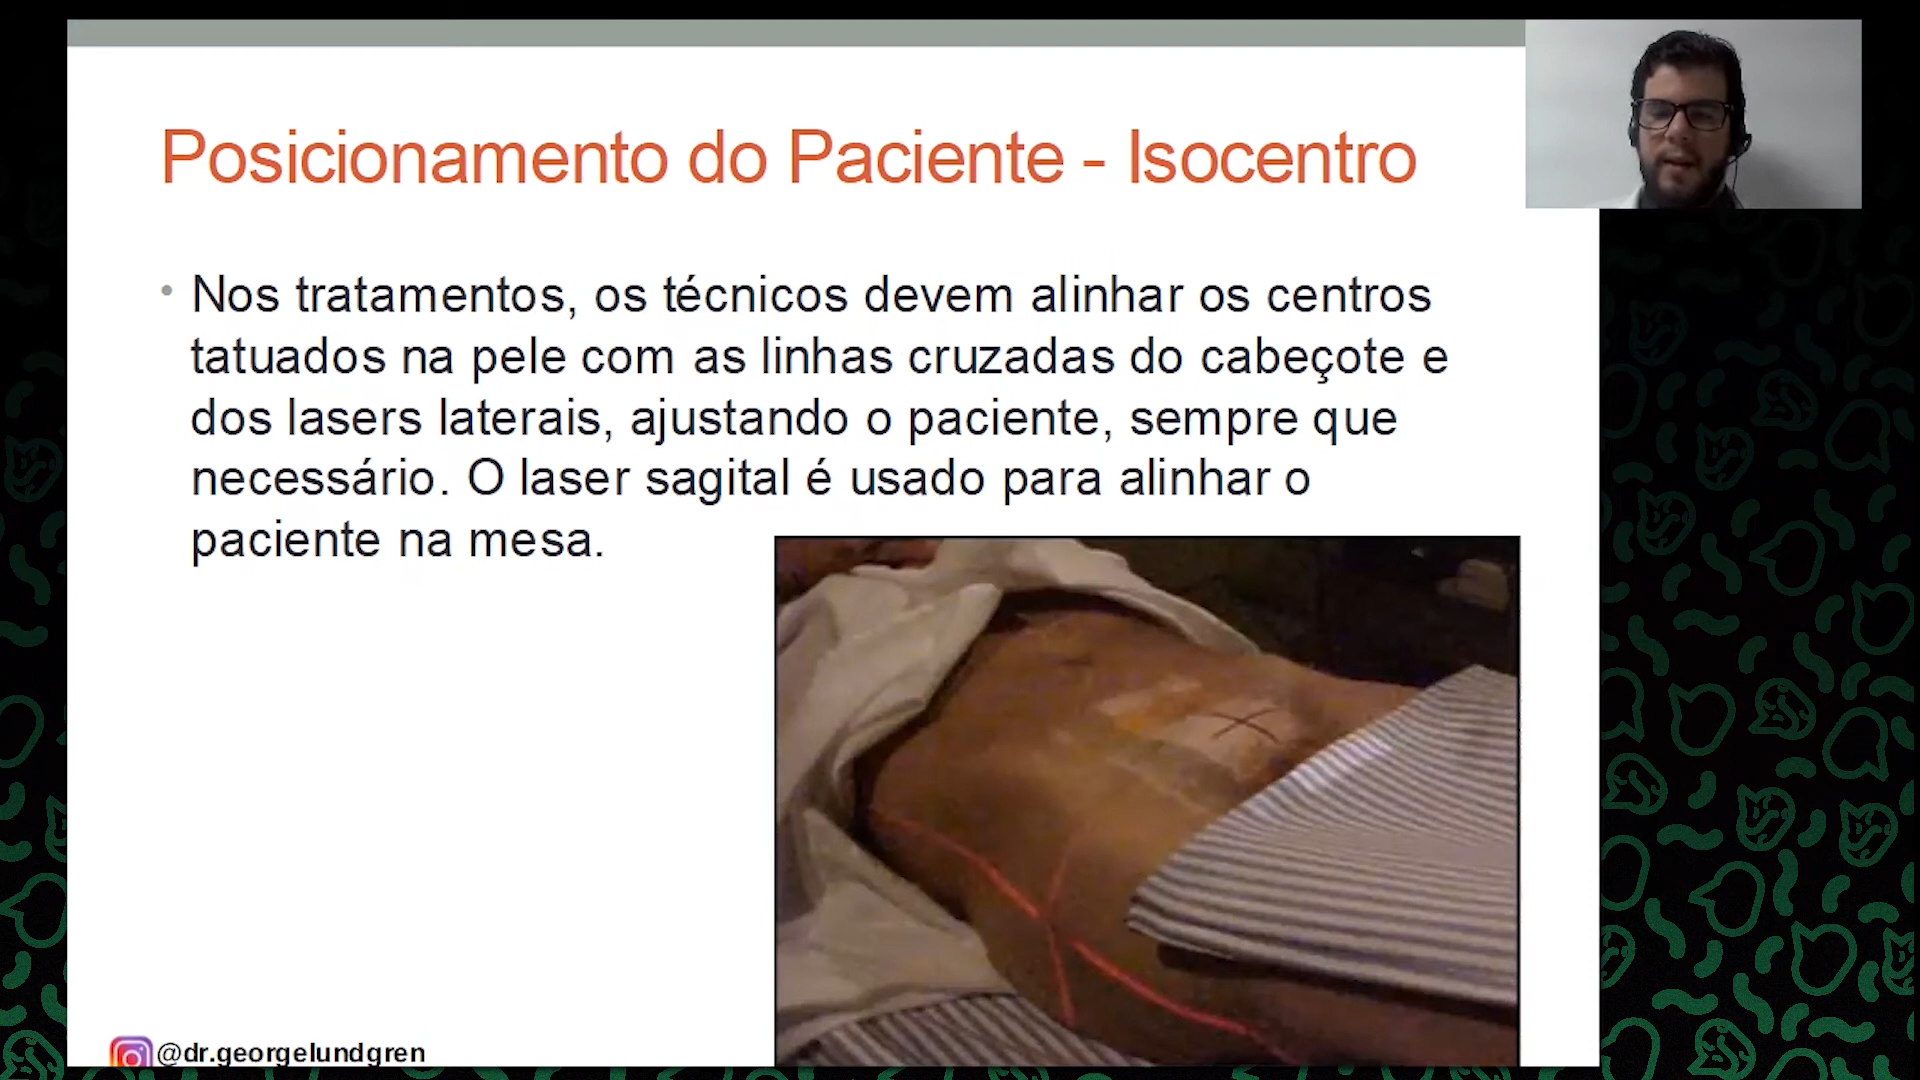 Posicionamento do Paciente - Isocentro
• Nos tratamentos, os técnicos devem alinhar os centros
tatuados na pele com as linhas cruzadas do cabeçote e
dos lasers laterais, ajustando o paciente, sempre que
necessário. O laser sagital é usado para alinhar o
paciente na mesa.
@dr.georgelundgren